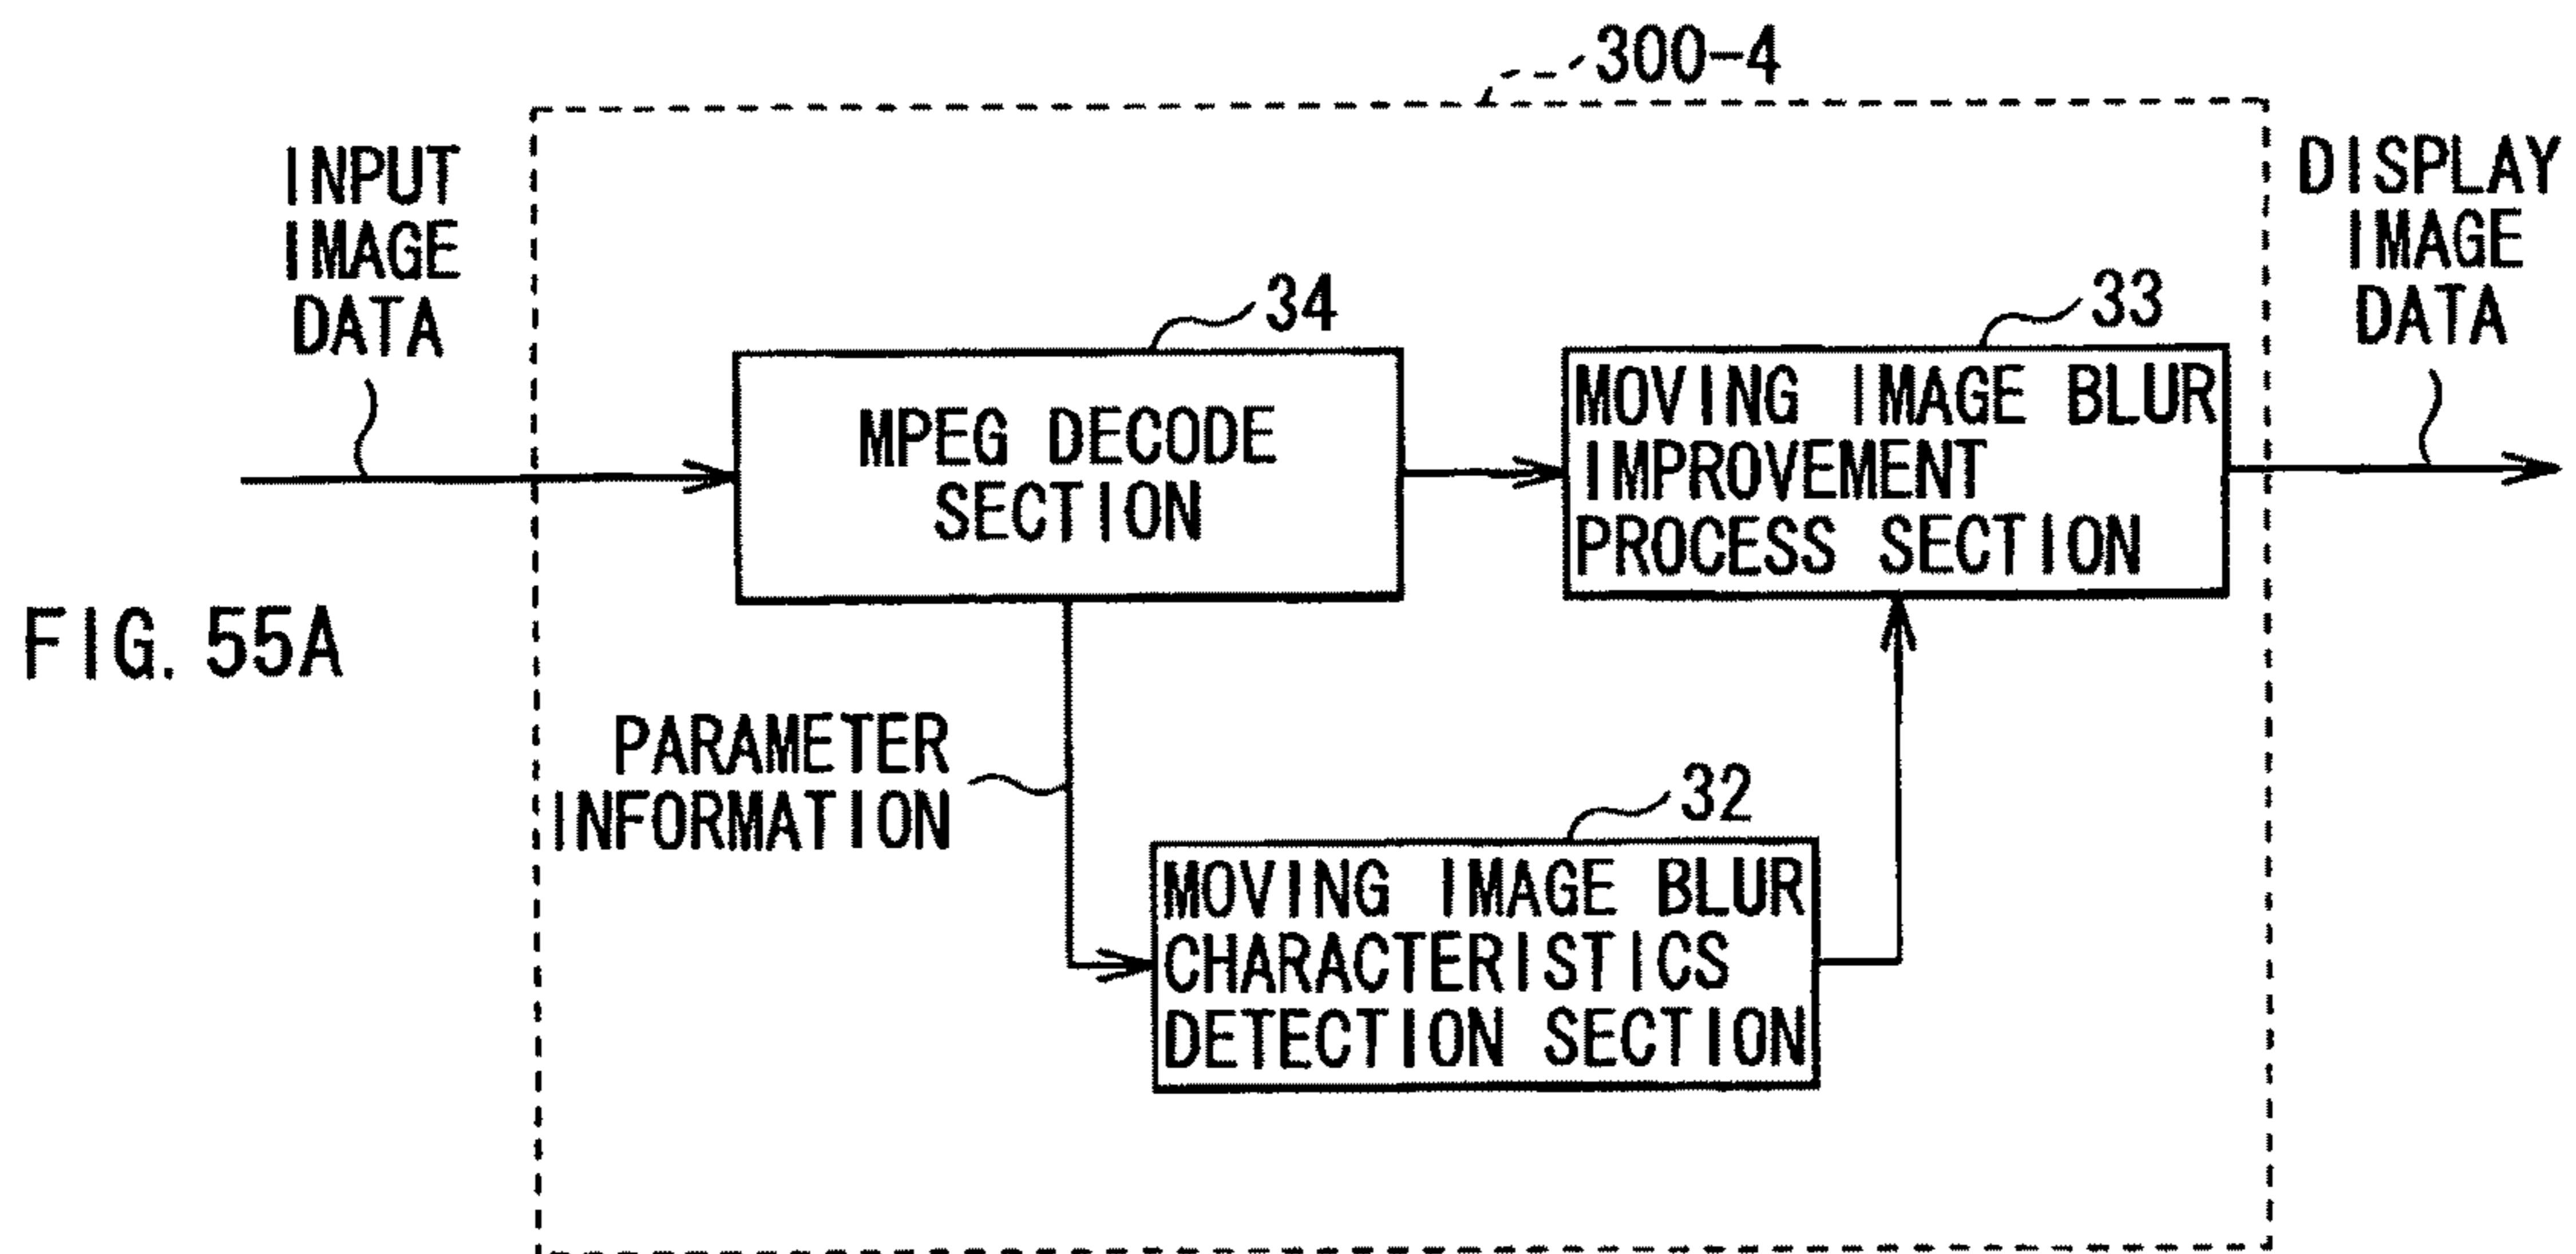 300-4
INPUT
IMAGE
DATA
DISPLAY
IMAGE
DATA
34
MPEG DECODE
SECTION
33
MOVING IMAGE BLUR
IMPROVEMENT
PROCESS SECTION
FIG. 55A
PARAMETER
INFORMATION
32
MOVING IMAGE BLUR
CHARACTERISTICS
DETECTION SECTION